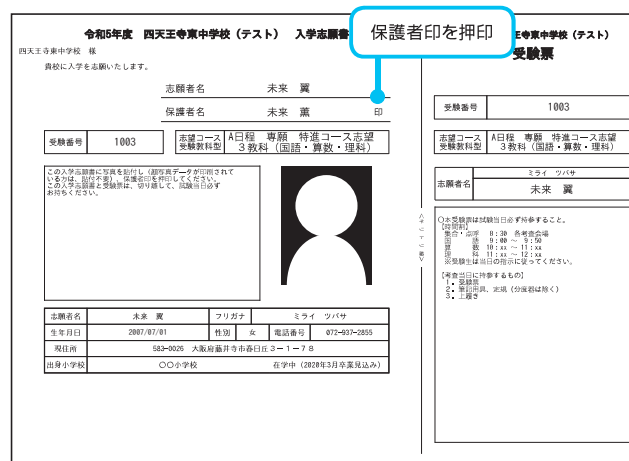 令和5年度　四天王寺東中学校（テスト）　入学志願書
四天王寺東中学校　様
貴校に入学を志願いたします。
保護者印を押印
志願者名　未来　翼
保護者名　未来　薫　印
受験番号　1003
志望コース
受験教科型
A日程　専願　特進コース志望
3教科（国語・算数・理科）
この入学志願書に写真を貼付し（顔写真データが印刷されて
いる方は、貼付不要）、保護者印を押印してください。
この入学志願書と受験票は、切り離して、試験当日必ず
お持ちください。
志願者名　未来　翼　フリガナ　ミライ　ツバサ
生年月日　2007/07/01　性別　女　電話番号　072-937-2855
現住所　583-0026　大阪府藤井寺市春日丘3-1-78
出身小学校　〇〇小学校　在学中（2020年3月卒業見込み）
王寺東中学校（テスト）
受験票
受験番号　1003
志望コース
受験教科型
A日程　専願　特進コース志望
3教科（国語・算数・理科）
志願者名
ミライ　ツバサ
未来　翼
〇本受験票は試験当日必ず持参すること。
【時間割】
集合・点呼　8:30　各考査会場
国　語　9:00 ～ 9:50
算　数　10:xx ～ 11:xx
理　科　11:xx ～ 12:xx
※受験生は当日の指示に従ってください。
【考査当日に持参するもの】
1．受験票
2．筆記用具、定規（分度器は除く）
3．上履き